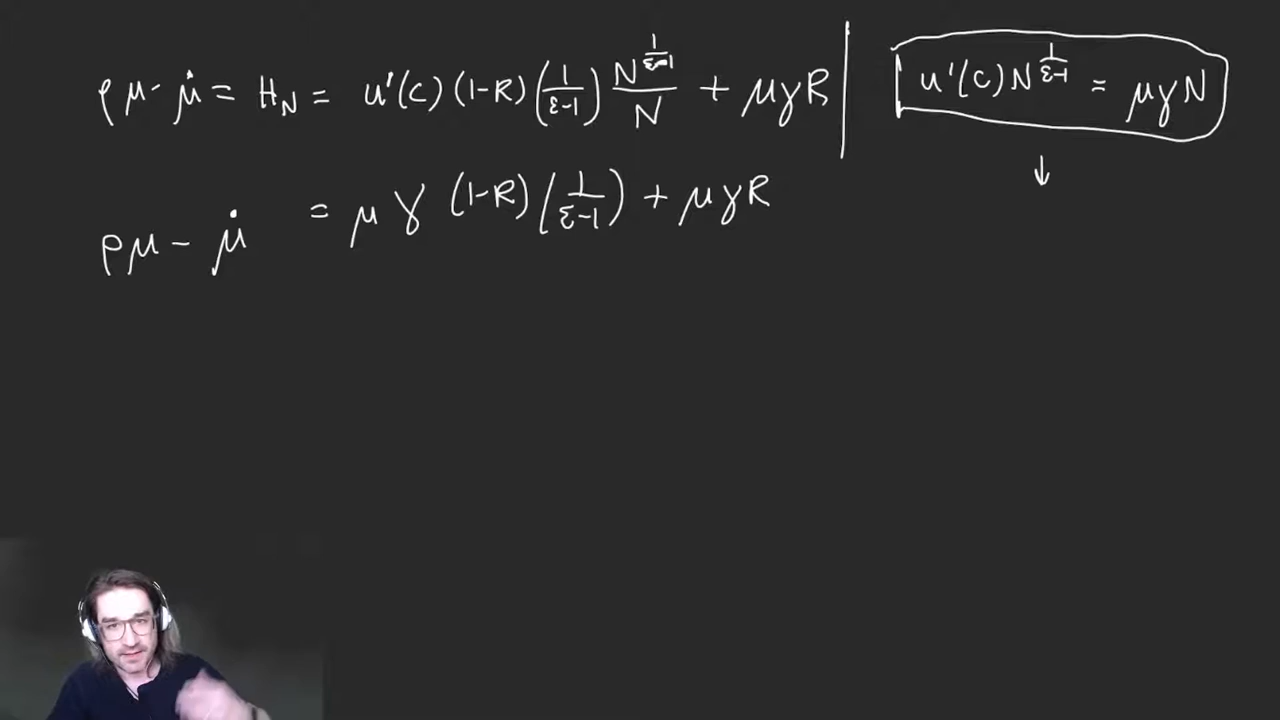 ρμ − μ̇ = H_N = u'(c) (1-R) (1/(ε-1)) N^(1/(ε-1))/N + μγR
u'(c) N^(1/(ε-1)) = μγN
↓
ρμ − μ̇ = μγ (1-R) (1/(ε-1)) + μγR